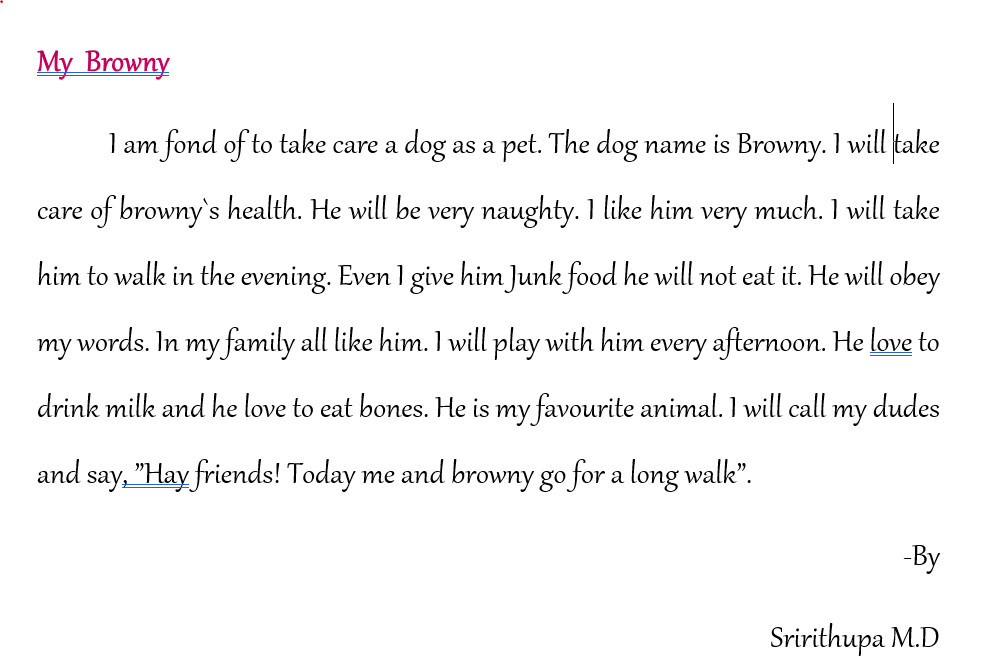 My Browny
I am fond of to take care a dog as a pet. The dog name is Browny. I will take
care of browny`s health. He will be very naughty. I like him very much. I will take
him to walk in the evening. Even I give him Junk food he will not eat it. He will obey
my words. In my family all like him. I will play with him every afternoon. He love to
drink milk and he love to eat bones. He is my favourite animal. I will call my dudes
and say, ”Hay friends! Today me and browny go for a long walk”.
-By
Sririthupa M.D